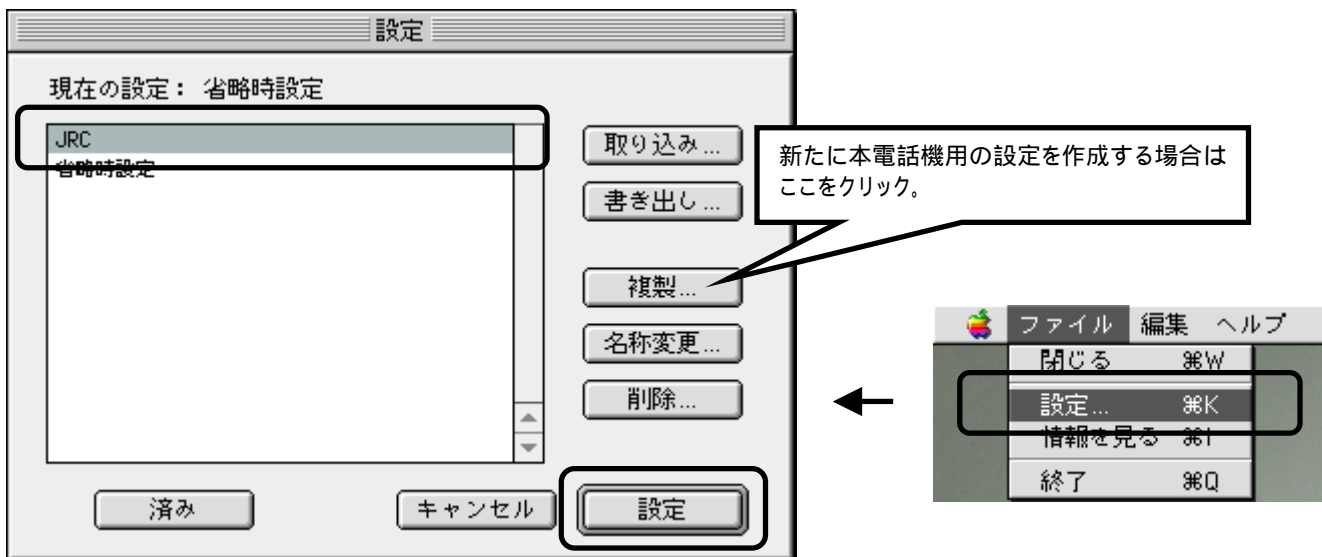 設定
現在の設定： 省略時設定
JRC
省略時設定
取り込み...
書き出し...
複製...
名称変更...
削除...
済み
キャンセル
設定
新たに本電話機用の設定を作成する場合は
ここをクリック。
ファイル 編集 ヘルプ
閉じる ⌘W
設定... ⌘K
情報を見る ⌘I
終了 ⌘Q